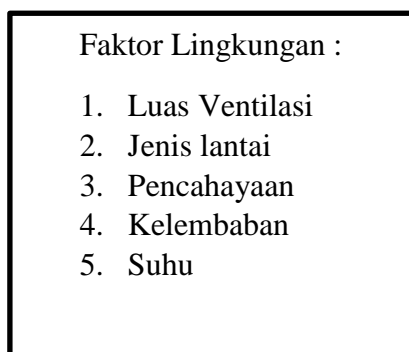 Faktor Lingkungan :
1. Luas Ventilasi
2. Jenis lantai
3. Pencahayaan
4. Kelembaban
5. Suhu